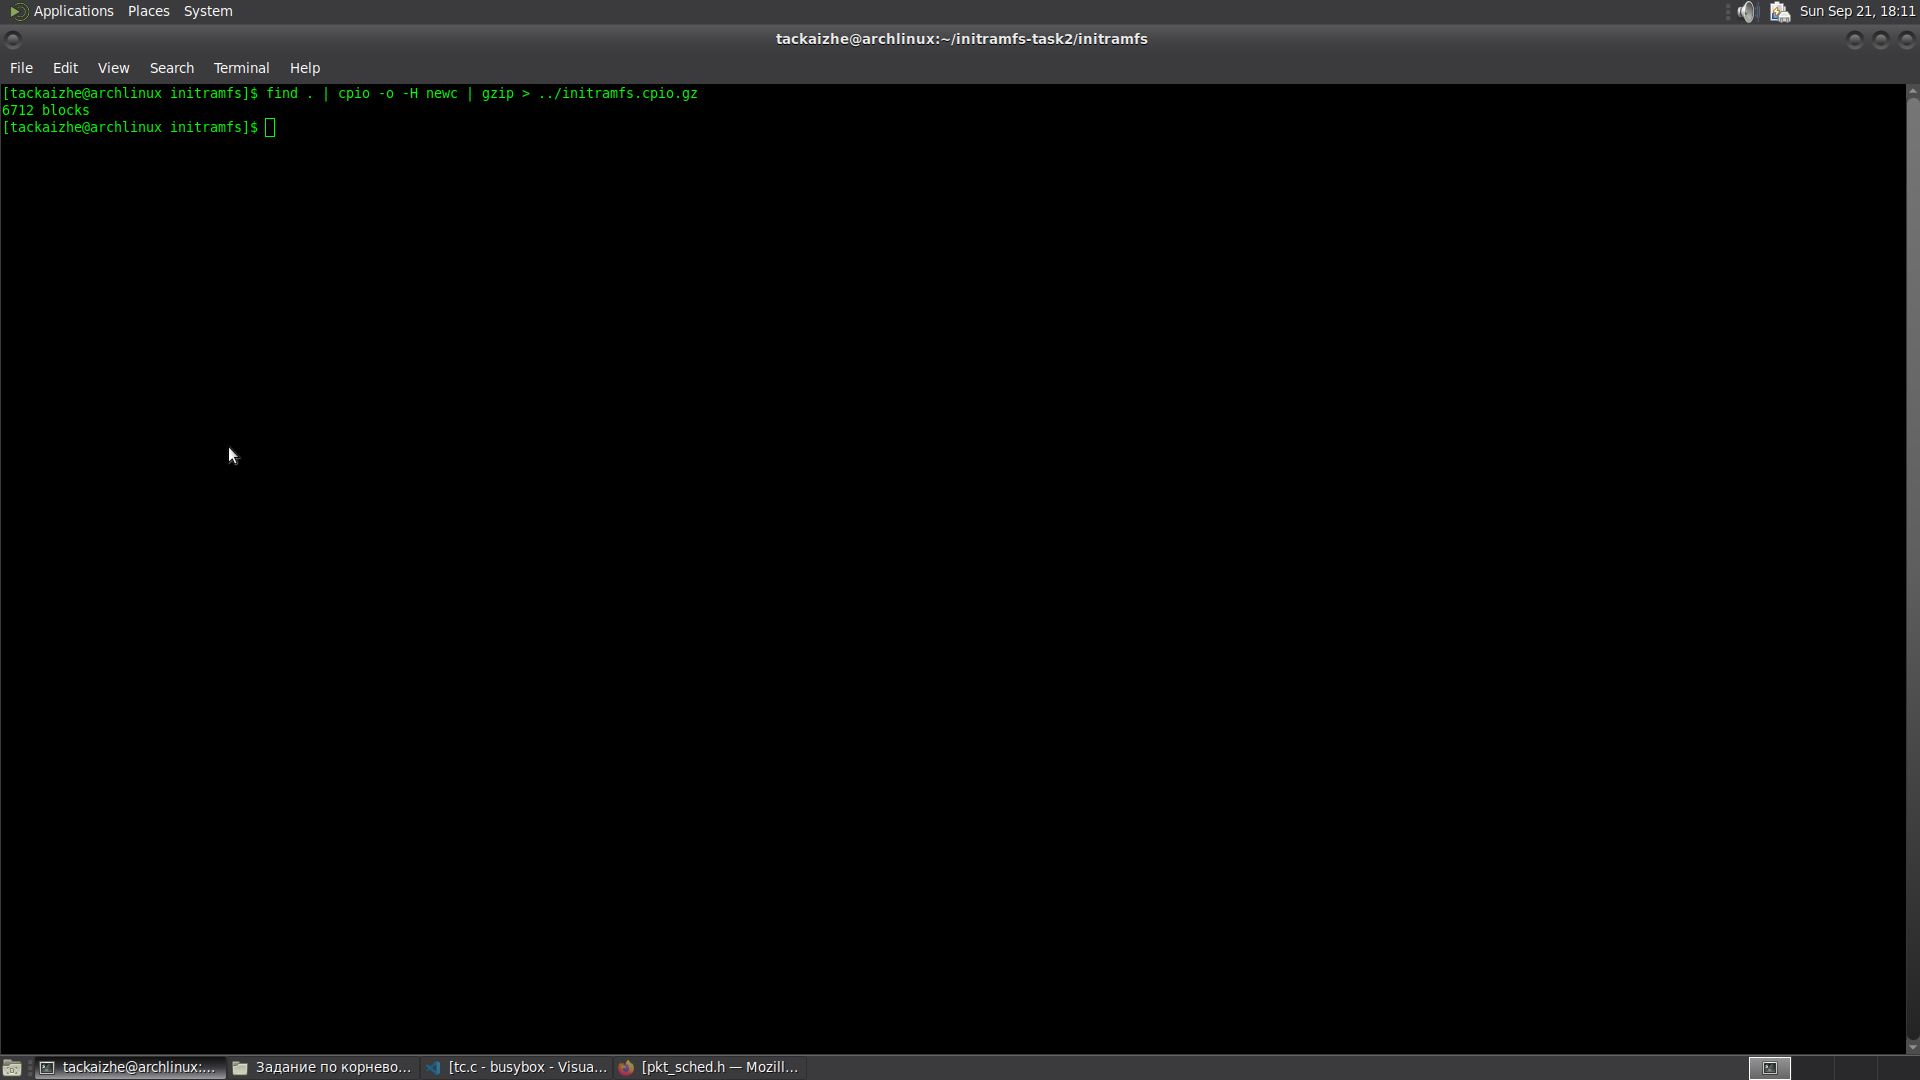 Applications Places System
Sun Sep 21, 18:11
tackaizhe@archlinux:~/initramfs-task2/initramfs
File Edit View Search Terminal Help
[tackaizhe@archlinux initramfs]$ find . | cpio -o -H newc | gzip > ../initramfs.cpio.gz
6712 blocks
[tackaizhe@archlinux initramfs]$
tackaizhe@archlinux:... Задание по корнево... [tc.c - busybox - Visua... [pkt_sched.h — Mozill...